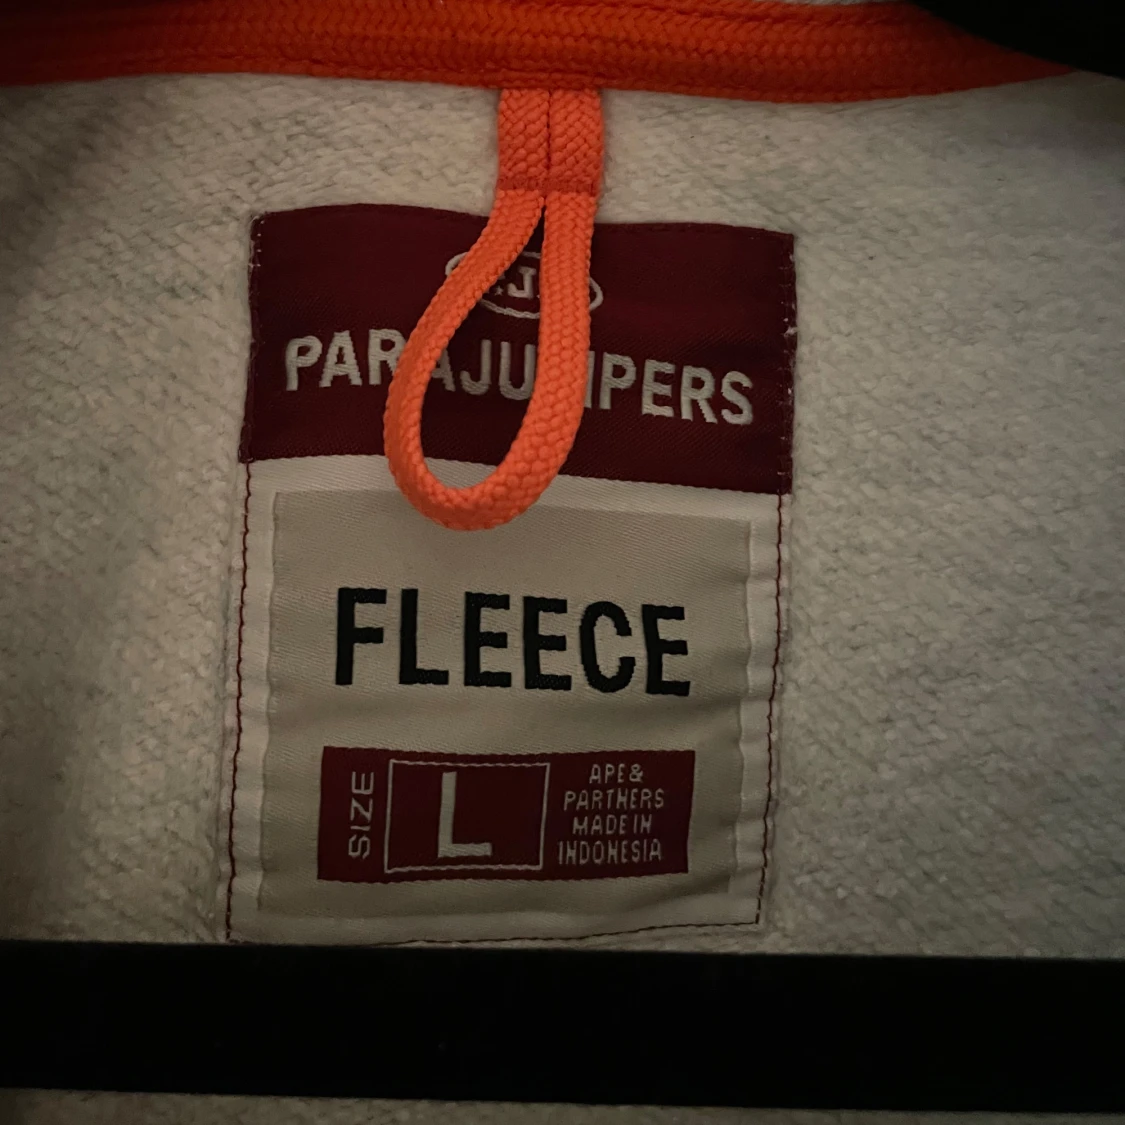 PARAJUMPERS
FLEECE
SIZE
L
APE&
PARTNERS
MADE IN
INDONESIA